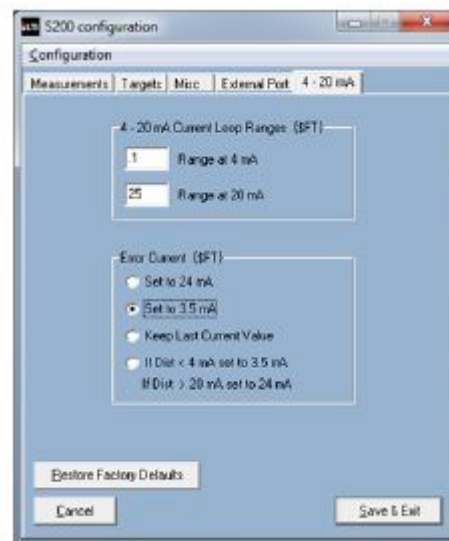 S200 configuration
Configuration
Measurements Targets Misc External Port 4 - 20 mA
4 - 20 mA Current Loop Ranges ($FT)
.1 Range at 4 mA
25 Range at 20 mA
Error Current ($FT)
Set to 24 mA
Set to 3.5 mA
Keep Last Current Value
If Dist < 4 mA set to 3.5 mA
If Dist > 20 mA set to 24 mA
Restore Factory Defaults
Cancel Save & Exit